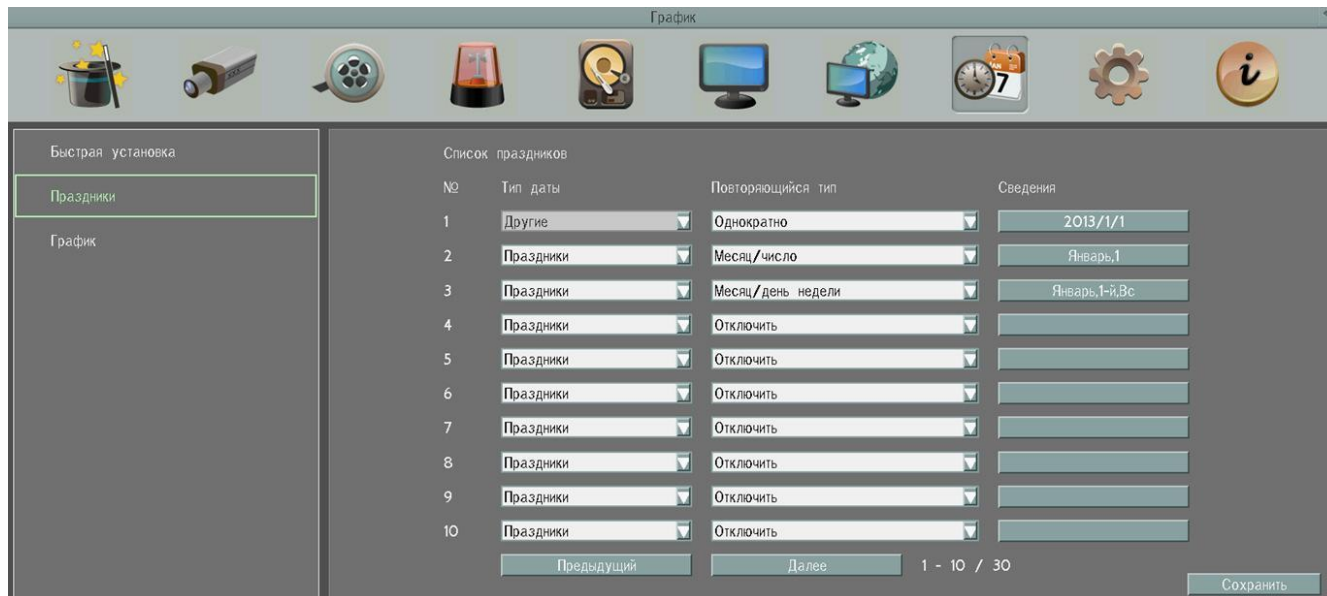 График
JAN
7
i
Быстрая установка
Праздники
График
Список праздников
№ Тип даты Повторяющийся тип Сведения
1 Другие Однократно 2013/1/1
2 Праздники Месяц/число Январь,1
3 Праздники Месяц/день недели Январь,1-й,Вс
4 Праздники Отключить
5 Праздники Отключить
6 Праздники Отключить
7 Праздники Отключить
8 Праздники Отключить
9 Праздники Отключить
10 Праздники Отключить
Предыдущий Далее 1 - 10 / 30
Сохранить